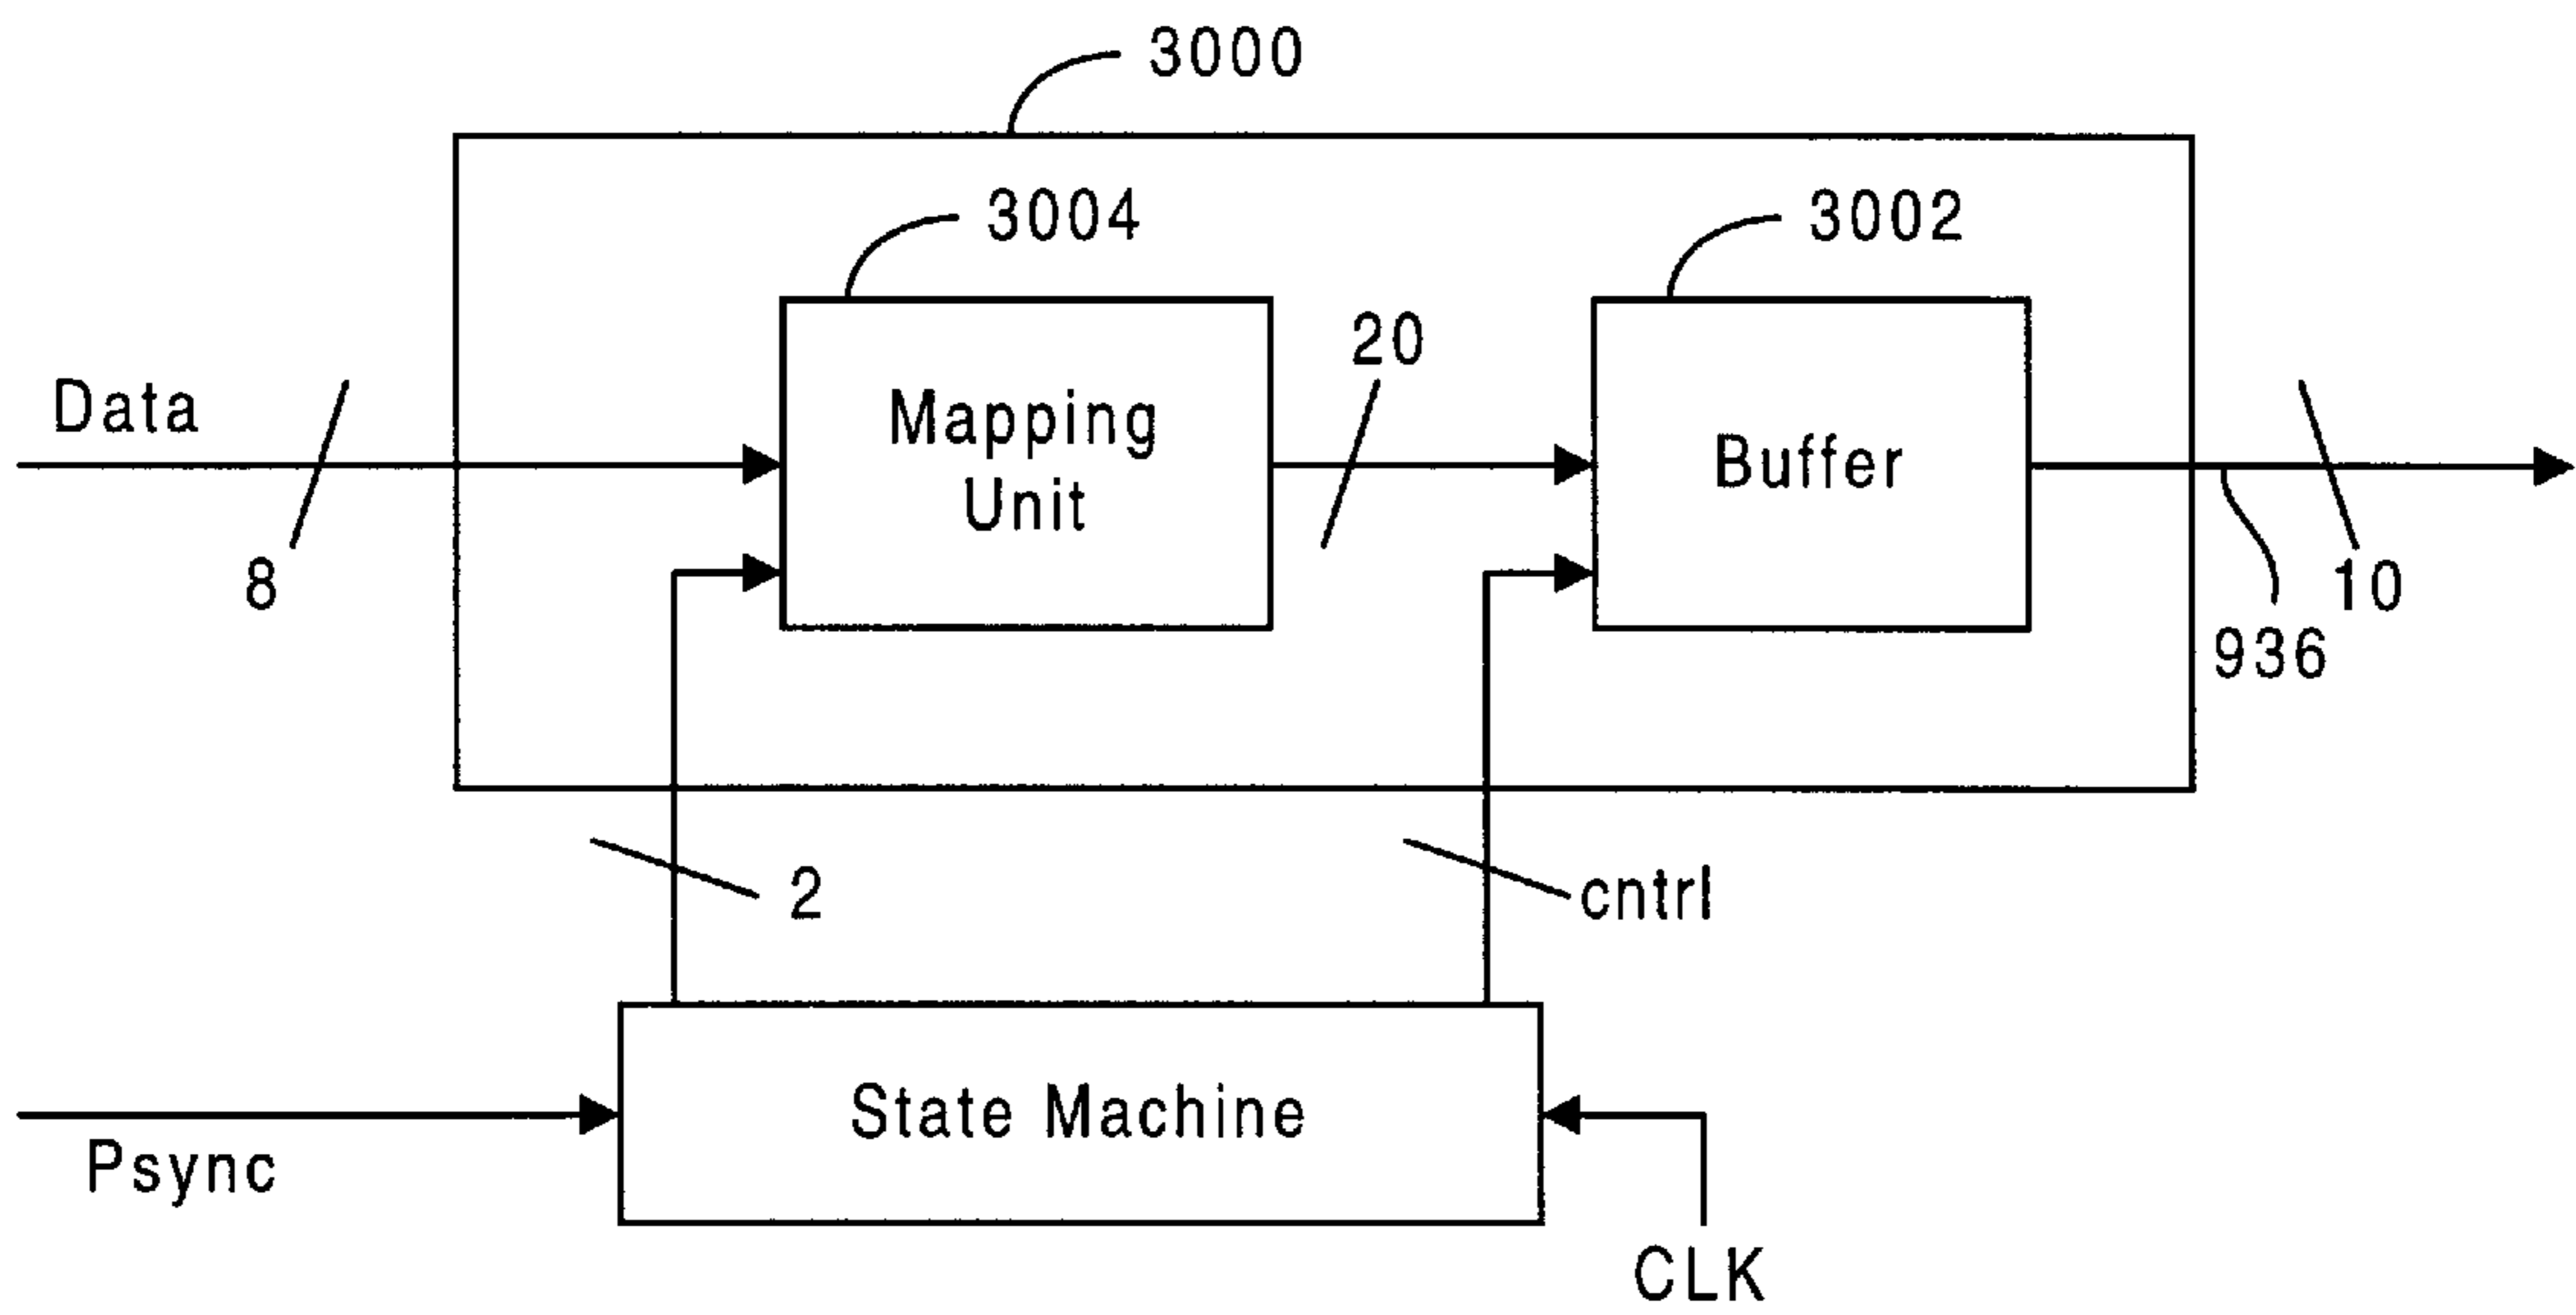 3000
3004
3002
20
Data
Mapping
Unit
Buffer
8
10
936
2
cntrl
State Machine
Psync
CLK